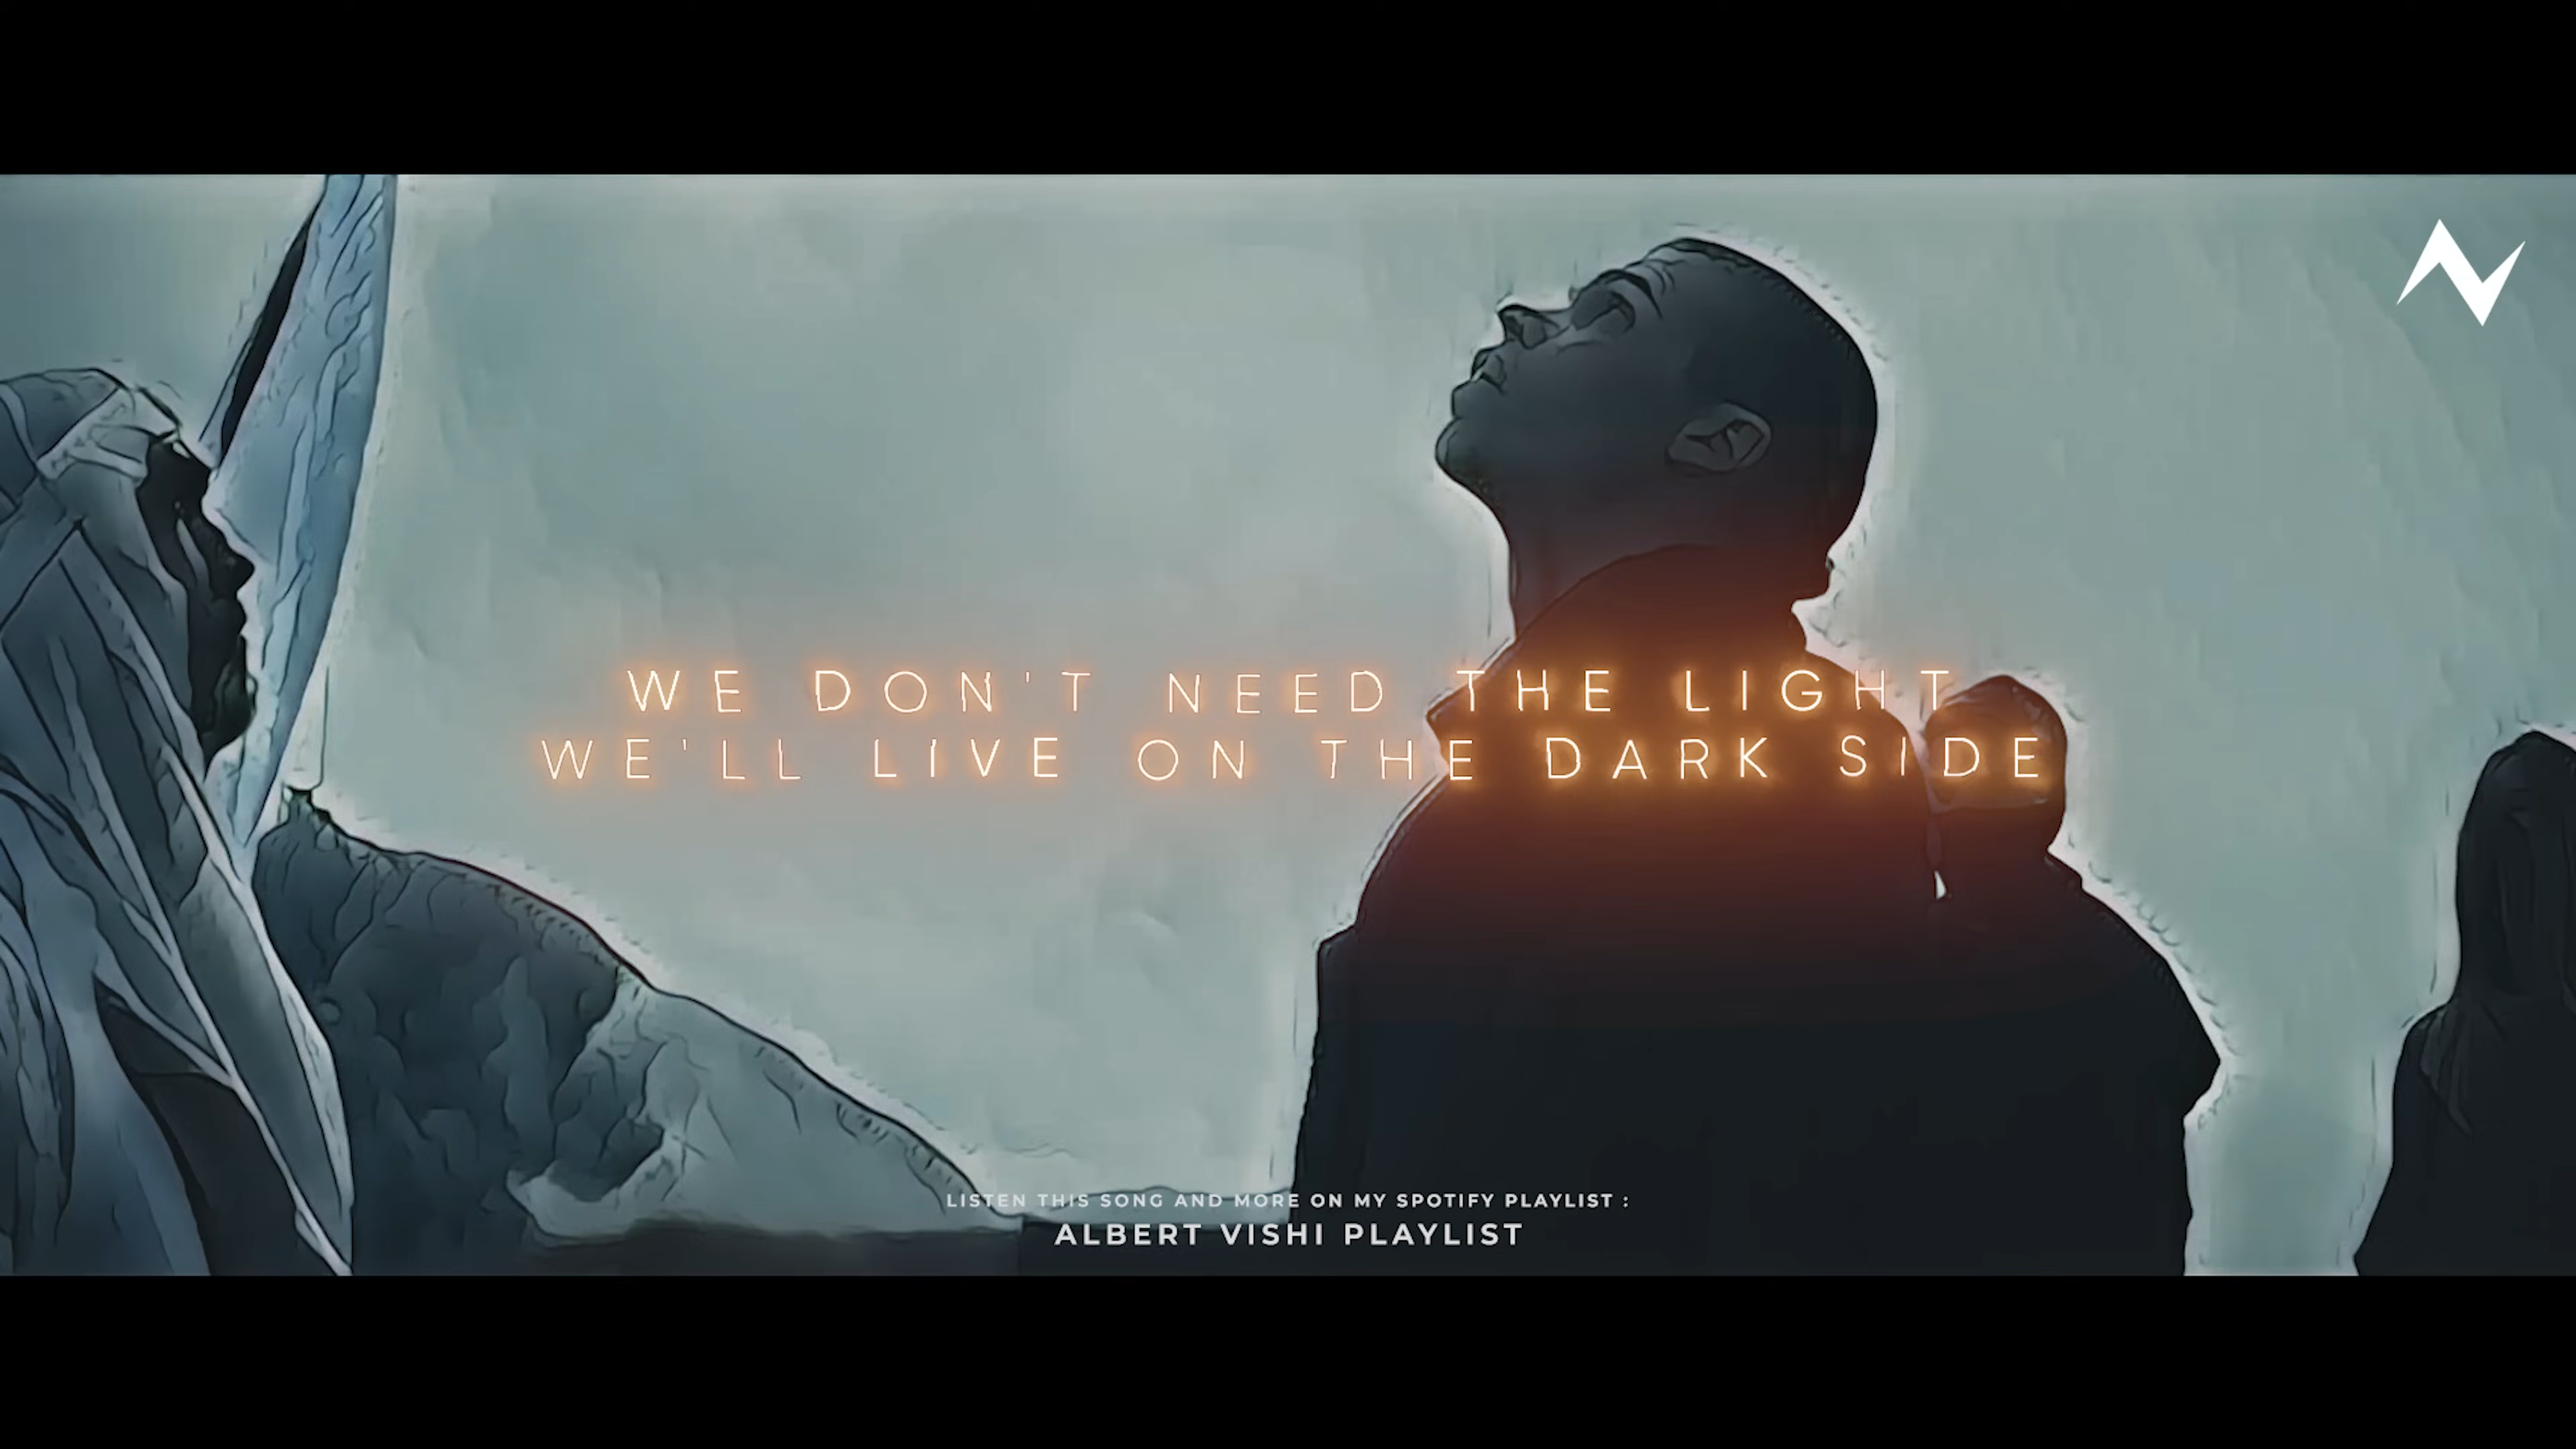 WE DON'T NEED THE LIGHT
WE'LL LIVE ON THE DARK SIDE
LISTEN THIS SONG AND MORE ON MY SPOTIFY PLAYLIST :
ALBERT VISHI PLAYLIST